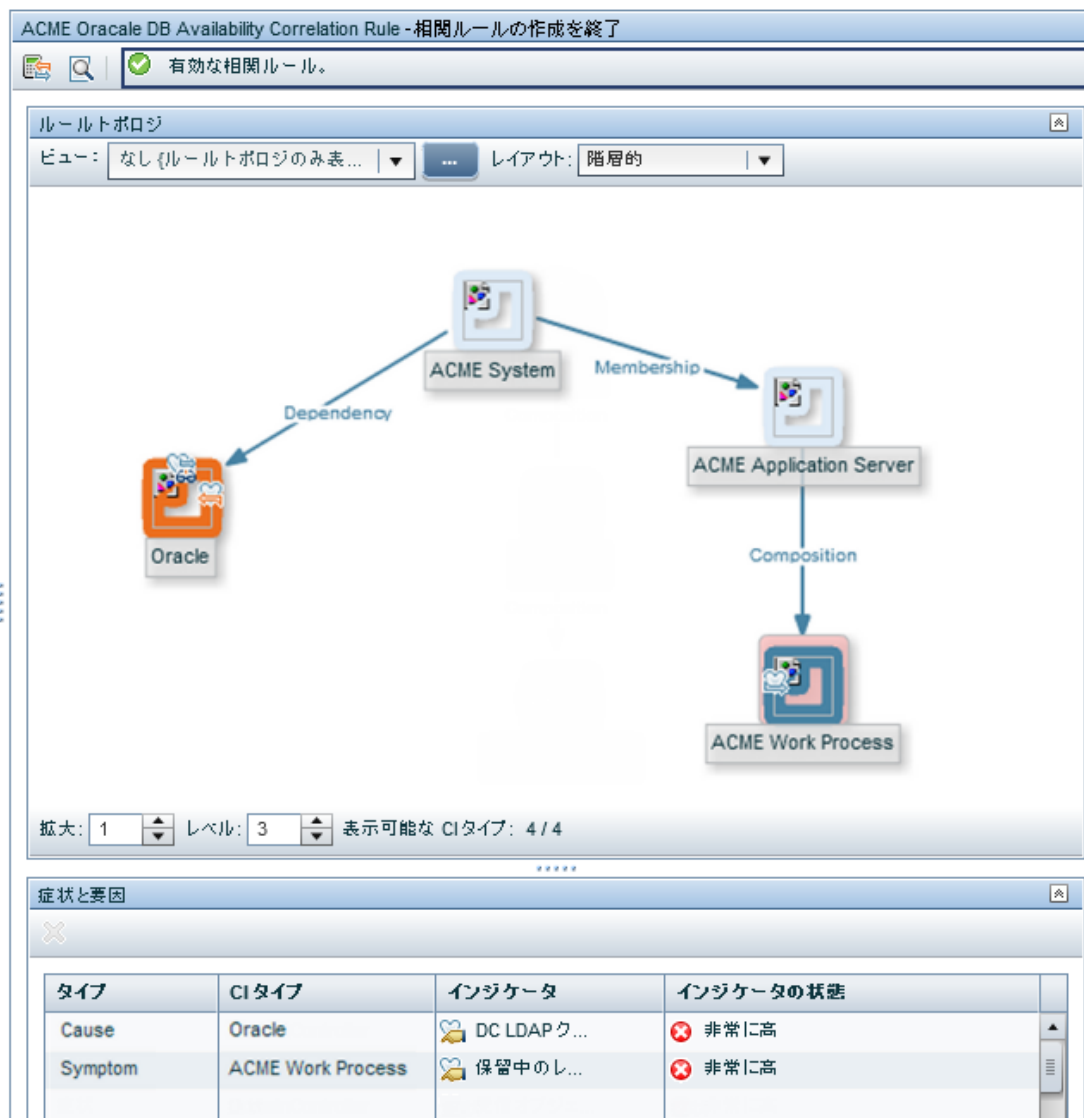 ACME Oracale DB Availability Correlation Rule -相関ルールの作成を終了
有効な相関ルール。
ルールトポロジ
ビュー: なし {ルールトポロジのみ表... ... レイアウト: 階層的
ACME System
Membership
Dependency
ACME Application Server
Oracle
Composition
ACME Work Process
拡大: 1 レベル: 3 表示可能な CIタイプ: 4 / 4
症状と要因
タイプ CIタイプ インジケータ インジケータの状態
Cause Oracle DC LDAP ク... 非常に高
Symptom ACME Work Process 保留中のレ... 非常に高